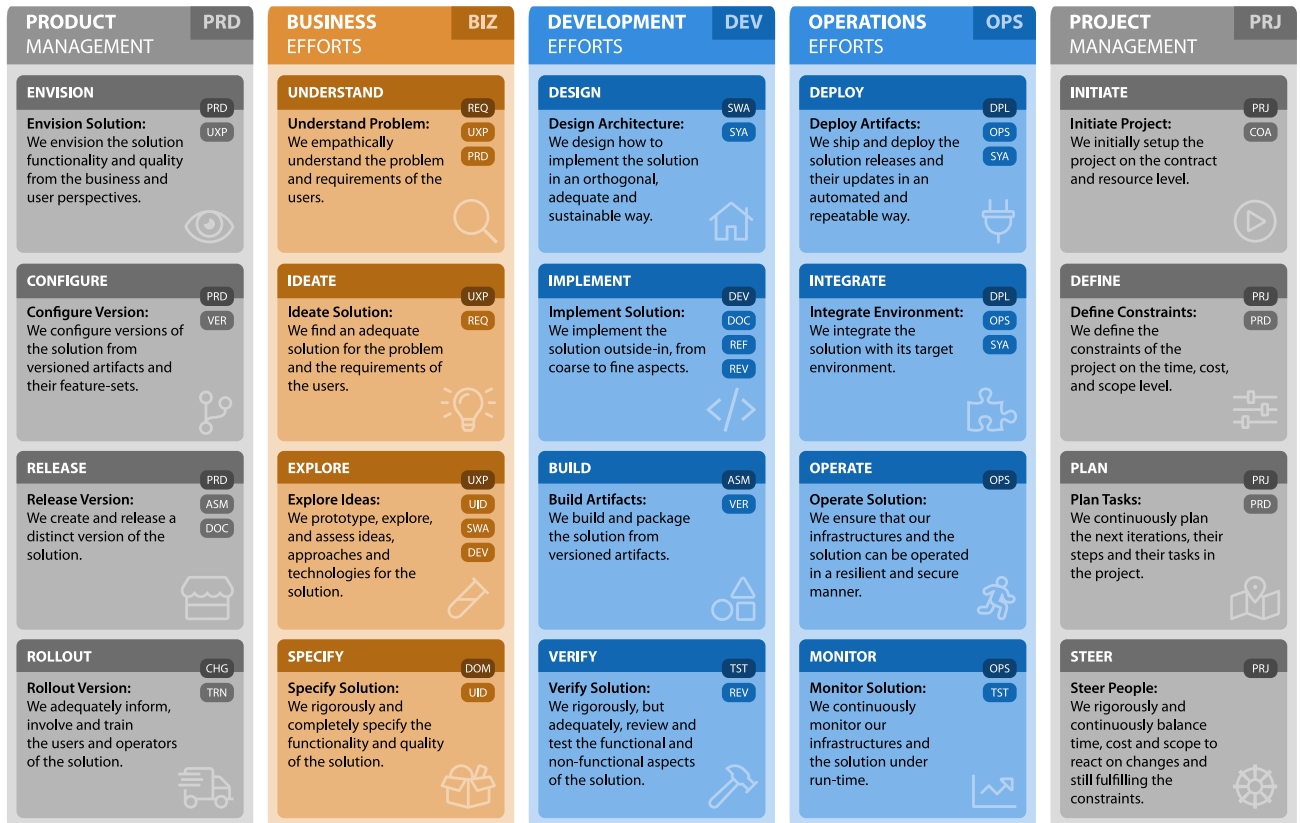 PRODUCT
MANAGEMENT
PRD
ENVISION
PRD
UXP
Envision Solution:
We envision the solution
functionality and quality
from the business and
user perspectives.
CONFIGURE
PRD
VER
Configure Version:
We configure versions of
the solution from
versioned artifacts and
their feature-sets.
RELEASE
PRD
ASM
DOC
Release Version:
We create and release a
distinct version of the
solution.
ROLLOUT
CHG
TRN
Rollout Version:
We adequately inform,
involve and train
the users and operators
of the solution.
BUSINESS
EFFORTS
BIZ
UNDERSTAND
REQ
UXP
PRD
Understand Problem:
We empathically
understand the problem
and requirements of the
users.
IDEATE
UXP
REQ
Ideate Solution:
We find an adequate
solution for the problem
and the requirements of
the users.
EXPLORE
UXP
UID
SWA
DEV
Explore Ideas:
We prototype, explore,
and assess ideas,
approaches and
technologies for the
solution.
SPECIFY
DOM
UID
Specify Solution:
We rigorously and
completely specify the
functionality and quality
of the solution.
DEVELOPMENT
EFFORTS
DEV
DESIGN
SWA
SYA
Design Architecture:
We design how to
implement the solution
in an orthogonal,
adequate and
sustainable way.
IMPLEMENT
DEV
DOC
REF
REV
Implement Solution:
We implement the
solution outside-in, from
coarse to fine aspects.
BUILD
ASM
VER
Build Artifacts:
We build and package
the solution from
versioned artifacts.
VERIFY
TST
REV
Verify Solution:
We rigorously, but
adequately, review and
test the functional and
non-functional aspects
of the solution.
OPERATIONS
EFFORTS
OPS
DEPLOY
DPL
OPS
SYA
Deploy Artifacts:
We ship and deploy the
solution releases and
their updates in an
automated and
repeatable way.
INTEGRATE
DPL
OPS
SYA
Integrate Environment:
We integrate the
solution with its target
environment.
OPERATE
OPS
Operate Solution:
We ensure that our
infrastructures and the
solution can be operated
in a resilient and secure
manner.
MONITOR
OPS
TST
Monitor Solution:
We continuously
monitor our
infrastructures and
the solution under
run-time.
PROJECT
MANAGEMENT
PRJ
INITIATE
PRJ
COA
Initiate Project:
We initially setup the
project on the contract
and resource level.
DEFINE
PRJ
PRD
Define Constraints:
We define the
constraints of the
project on the time, cost,
and scope level.
PLAN
PRJ
PRD
Plan Tasks:
We continuously plan
the next iterations, their
steps and their tasks in
the project.
STEER
PRJ
Steer People:
We rigorously and
continuously balance
time, cost and scope to
react on changes and
still fulfilling the
constraints.